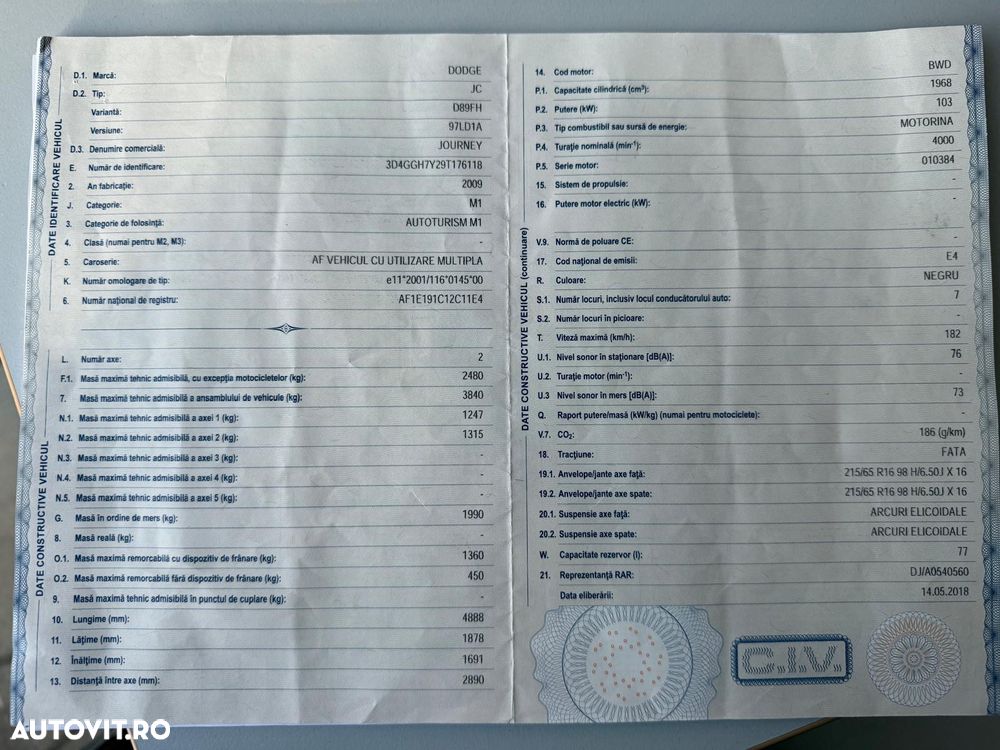 DATE IDENTIFICARE VEHICUL
D.1. Marcă: DODGE
D.2. Tip: JC
Variantă: D89FH
Versiune: 97LD1A
D.3. Denumire comercială: JOURNEY
E. Număr de identificare: 3D4GGH7Y29T176118
2. An fabricație: 2009
J. Categorie: M1
3. Categorie de folosință: AUTOTURISM M1
4. Clasă (numai pentru M2, M3): -
5. Caroserie: AF VEHICUL CU UTILIZARE MULTIPLA
K. Număr omologare de tip: e11*2001/116*0145*00
6. Număr național de registru: AF1E191C12C11E4
DATE CONSTRUCTIVE VEHICUL
L. Număr axe: 2
F.1. Masă maximă tehnic admisibilă, cu excepția motocicletelor (kg): 2480
7. Masă maximă tehnic admisibilă a ansamblului de vehicule (kg): 3840
N.1. Masă maximă tehnic admisibilă a axei 1 (kg): 1247
N.2. Masă maximă tehnic admisibilă a axei 2 (kg): 1315
N.3. Masă maximă tehnic admisibilă a axei 3 (kg): -
N.4. Masă maximă tehnic admisibilă a axei 4 (kg): -
N.5. Masă maximă tehnic admisibilă a axei 5 (kg): -
G. Masă în ordine de mers (kg): 1990
8. Masă reală (kg): -
O.1. Masă maximă remorcabilă cu dispozitiv de frânare (kg): 1360
O.2. Masă maximă remorcabilă fără dispozitiv de frânare (kg): 450
9. Masă maximă tehnic admisibilă în punctul de cuplare (kg): -
10. Lungime (mm): 4888
11. Lățime (mm): 1878
12. Înălțime (mm): 1691
13. Distanță între axe (mm): 2890
DATE CONSTRUCTIVE VEHICUL (continuare)
14. Cod motor: BWD
P.1. Capacitate cilindrică (cm³): 1968
P.2. Putere (kW): 103
P.3. Tip combustibil sau sursă de energie: MOTORINA
P.4. Turație nominală (min⁻¹): 4000
P.5. Serie motor: 010384
15. Sistem de propulsie: -
16. Putere motor electric (kW): -
V.9. Normă de poluare CE: -
17. Cod național de emisii: E4
R. Culoare: NEGRU
S.1. Număr locuri, inclusiv locul conducătorului auto: 7
S.2. Număr locuri în picioare: -
T. Viteză maximă (km/h): 182
U.1. Nivel sonor în staționare [dB(A)]: 76
U.2. Turație motor (min⁻¹): -
U.3 Nivel sonor în mers [dB(A)]: 73
Q. Raport putere/masă (kW/kg) (numai pentru motociclete): -
V.7. CO₂: 186 (g/km)
18. Tracțiune: FATA
19.1. Anvelope/jante axe față: 215/65 R16 98 H/6.50J X 16
19.2. Anvelope/jante axe spate: 215/65 R16 98 H/6.50J X 16
20.1. Suspensie axe față: ARCURI ELICOIDALE
20.2. Suspensie axe spate: ARCURI ELICOIDALE
W. Capacitate rezervor (l): 77
21. Reprezentanță RAR: DJ/A0540560
Data eliberării: 14.05.2018
C.I.V.
AUTOVIT.RO